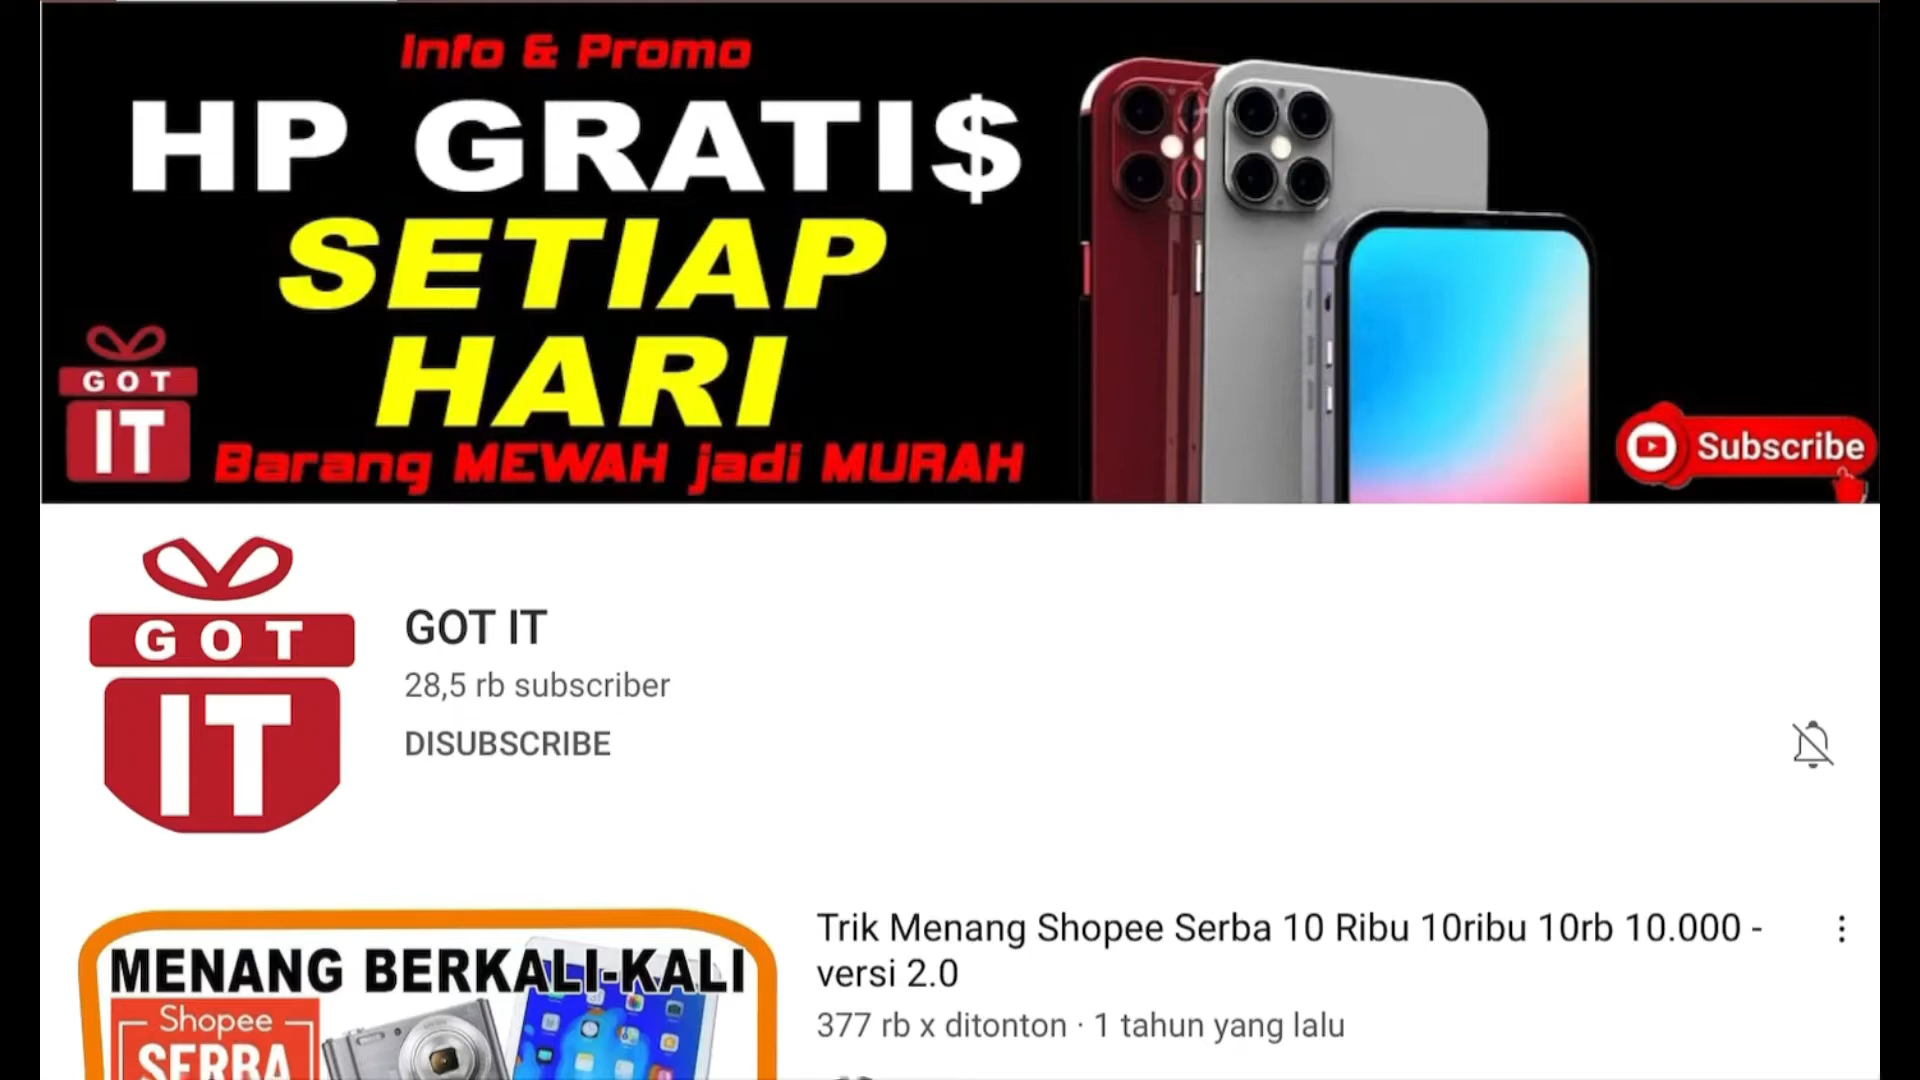 Info & Promo
HP GRATI$
SETIAP
HARI
GOT
IT
Barang MEWAH jadi MURAH
Subscribe
GOT
IT
GOT IT
28,5 rb subscriber
DISUBSCRIBE
MENANG BERKALI-KALI
Shopee
SERBA
Trik Menang Shopee Serba 10 Ribu 10ribu 10rb 10.000 -
versi 2.0
377 rb x ditonton · 1 tahun yang lalu